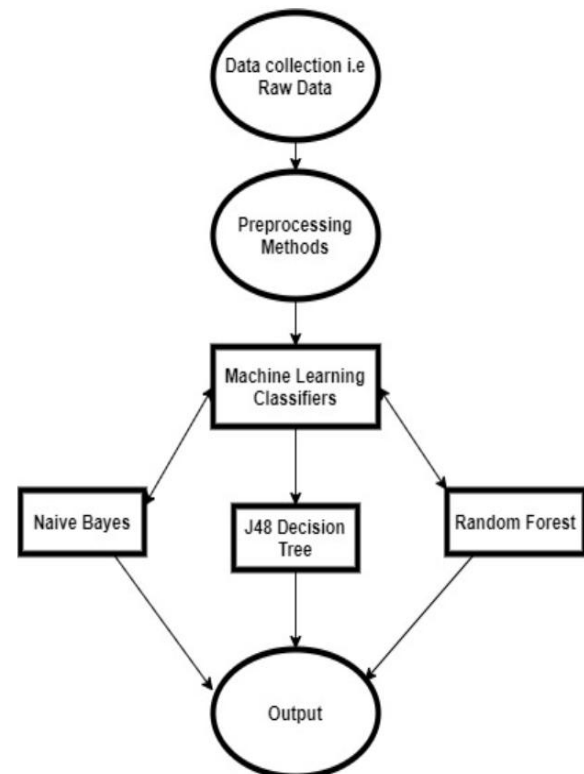 Data collection i.e
Raw Data
Preprocessing
Methods
Machine Learning
Classifiers
Naive Bayes
J48 Decision
Tree
Random Forest
Output